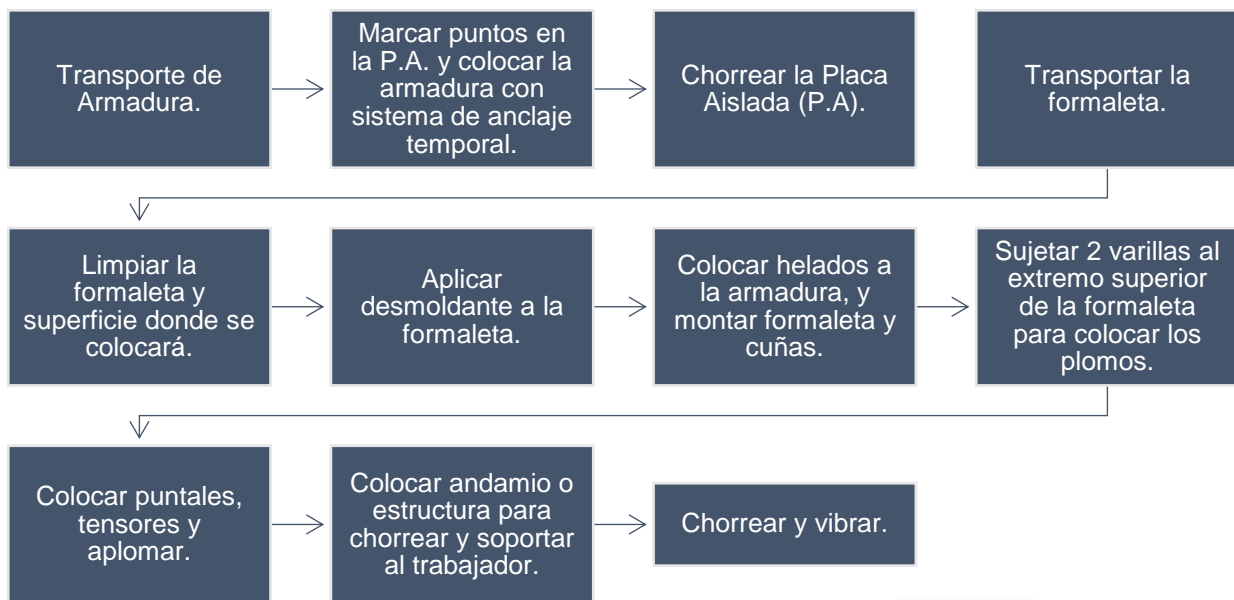 Transporte de
Armadura.
Marcar puntos en
la P.A. y colocar la
armadura con
sistema de anclaje
temporal.
Chorrear la Placa
Aislada (P.A).
Transportar la
formaleta.
Limpiar la
formaleta y
superficie donde se
colocará.
Aplicar
desmoldante a la
formaleta.
Colocar helados a
la armadura, y
montar formaleta y
cuñas.
Sujetar 2 varillas al
extremo superior
de la formaleta
para colocar los
plomos.
Colocar puntales,
tensores y
aplomar.
Colocar andamio o
estructura para
chorrear y soportar
al trabajador.
Chorrear y vibrar.